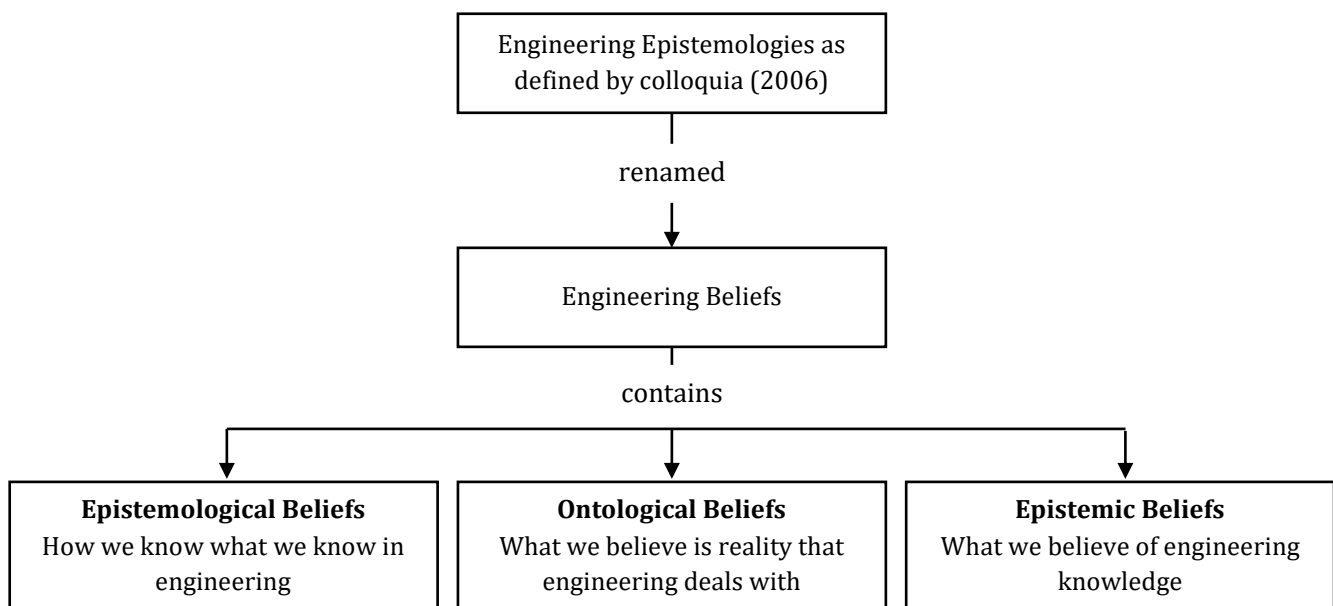 Engineering Epistemologies as
defined by colloquia (2006)
renamed
Engineering Beliefs
contains
Epistemological Beliefs
How we know what we know in
engineering
Ontological Beliefs
What we believe is reality that
engineering deals with
Epistemic Beliefs
What we believe of engineering
knowledge